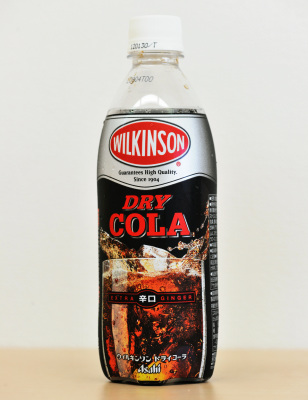 WILKINSON
®
Guarantees High Quality.
Since 1904
DRY
COLA
EXTRA 辛口 GINGER
ウィルキンソン ドライコーラ
Asahi